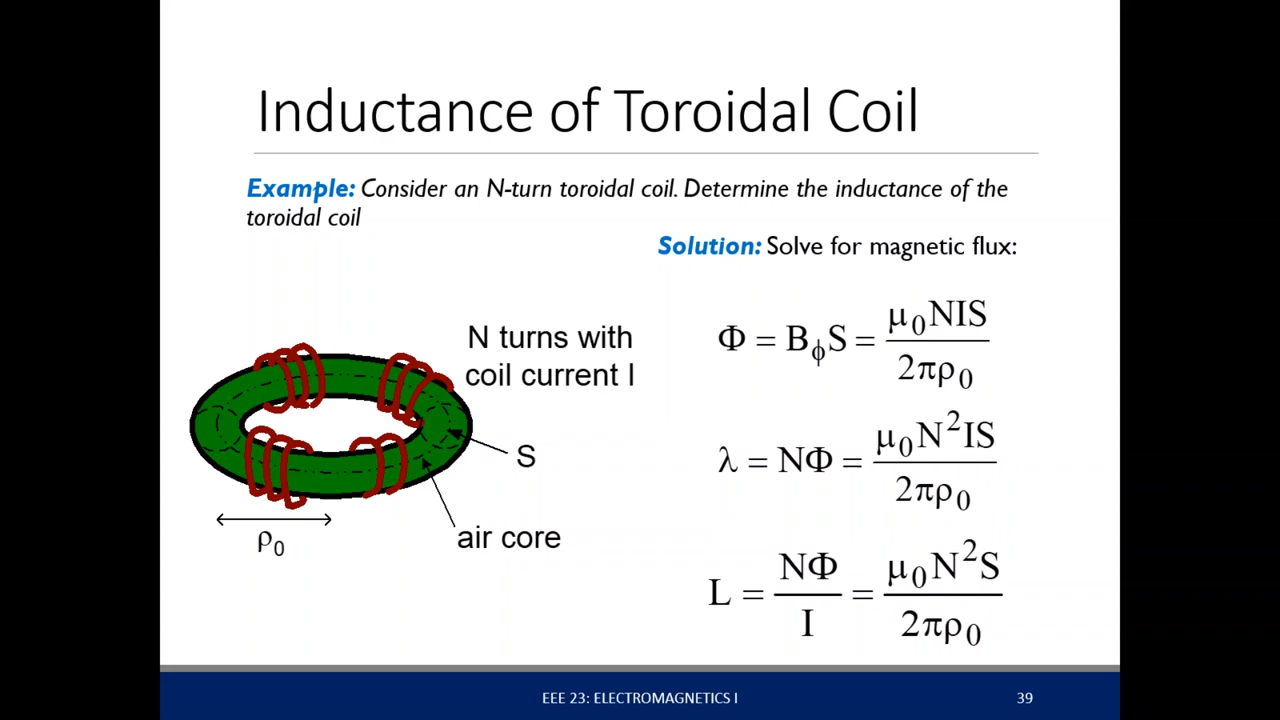 Inductance of Toroidal Coil
Example: Consider an N-turn toroidal coil. Determine the inductance of the
toroidal coil
Solution: Solve for magnetic flux:
Φ = B_ϕ S = μ₀NIS / 2πρ₀
N turns with
coil current I
λ = NΦ = μ₀N²IS / 2πρ₀
S
ρ₀
air core
L = NΦ / I = μ₀N²S / 2πρ₀
EEE 23: ELECTROMAGNETICS I
39